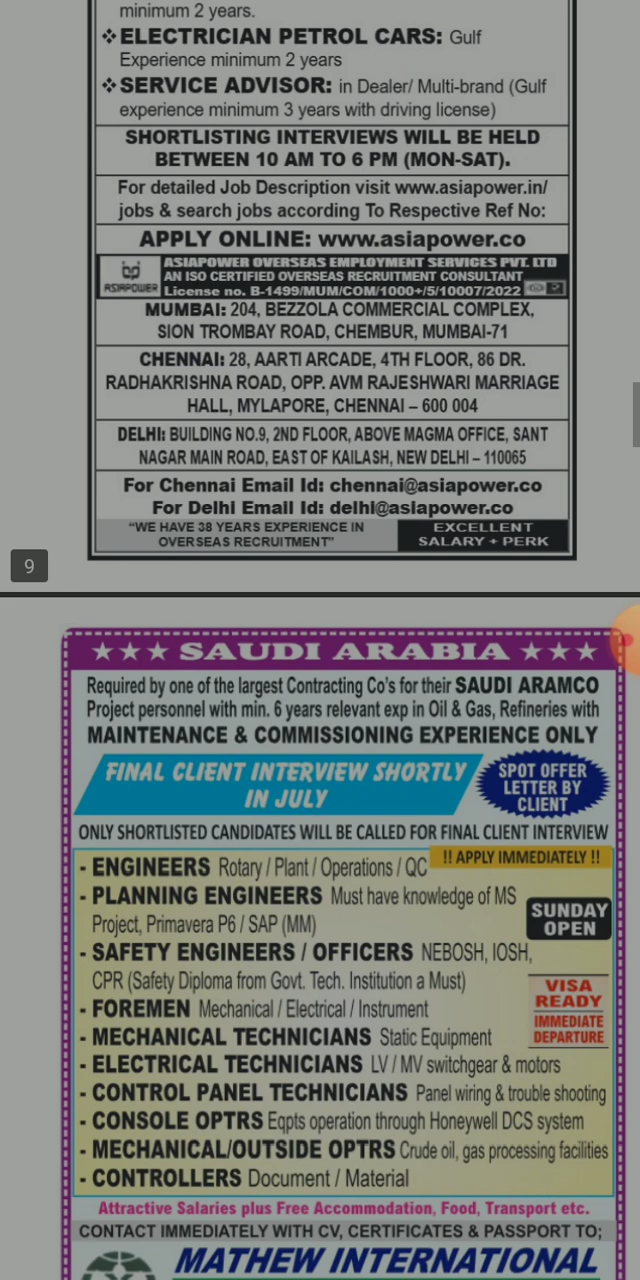 minimum 2 years.
❖ELECTRICIAN PETROL CARS: Gulf
Experience minimum 2 years
❖SERVICE ADVISOR: in Dealer/ Multi-brand (Gulf
experience minimum 3 years with driving license)
SHORTLISTING INTERVIEWS WILL BE HELD
BETWEEN 10 AM TO 6 PM (MON-SAT).
For detailed Job Description visit www.asiapower.in/
jobs & search jobs according To Respective Ref No:
APPLY ONLINE: www.asiapower.co
ASIAPOWER
ASIAPOWER OVERSEAS EMPLOYMENT SERVICES PVT. LTD
AN ISO CERTIFIED OVERSEAS RECRUITMENT CONSULTANT
License no. B-1499/MUM/COM/1000+/5/10007/2022
MUMBAI: 204, BEZZOLA COMMERCIAL COMPLEX,
SION TROMBAY ROAD, CHEMBUR, MUMBAI-71
CHENNAI: 28, AARTI ARCADE, 4TH FLOOR, 86 DR.
RADHAKRISHNA ROAD, OPP. AVM RAJESHWARI MARRIAGE
HALL, MYLAPORE, CHENNAI – 600 004
DELHI: BUILDING NO.9, 2ND FLOOR, ABOVE MAGMA OFFICE, SANT
NAGAR MAIN ROAD, EAST OF KAILASH, NEW DELHI – 110065
For Chennai Email Id: chennai@asiapower.co
For Delhi Email Id: delhi@asiapower.co
"WE HAVE 38 YEARS EXPERIENCE IN
OVERSEAS RECRUITMENT"
EXCELLENT
SALARY + PERK
9
★★★ SAUDI ARABIA ★★★
Required by one of the largest Contracting Co's for their SAUDI ARAMCO
Project personnel with min. 6 years relevant exp in Oil & Gas, Refineries with
MAINTENANCE & COMMISSIONING EXPERIENCE ONLY
FINAL CLIENT INTERVIEW SHORTLY
IN JULY
SPOT OFFER
LETTER BY
CLIENT
ONLY SHORTLISTED CANDIDATES WILL BE CALLED FOR FINAL CLIENT INTERVIEW
!! APPLY IMMEDIATELY !!
- ENGINEERS Rotary / Plant / Operations / QC
- PLANNING ENGINEERS Must have knowledge of MS
Project, Primavera P6 / SAP (MM)
SUNDAY
OPEN
- SAFETY ENGINEERS / OFFICERS NEBOSH, IOSH,
CPR (Safety Diploma from Govt. Tech. Institution a Must)
VISA
READY
IMMEDIATE
DEPARTURE
- FOREMEN Mechanical / Electrical / Instrument
- MECHANICAL TECHNICIANS Static Equipment
- ELECTRICAL TECHNICIANS LV / MV switchgear & motors
- CONTROL PANEL TECHNICIANS Panel wiring & trouble shooting
- CONSOLE OPTRS Eqpts operation through Honeywell DCS system
- MECHANICAL/OUTSIDE OPTRS Crude oil, gas processing facilities
- CONTROLLERS Document / Material
Attractive Salaries plus Free Accommodation, Food, Transport etc.
CONTACT IMMEDIATELY WITH CV, CERTIFICATES & PASSPORT TO;
MATHEW INTERNATIONAL